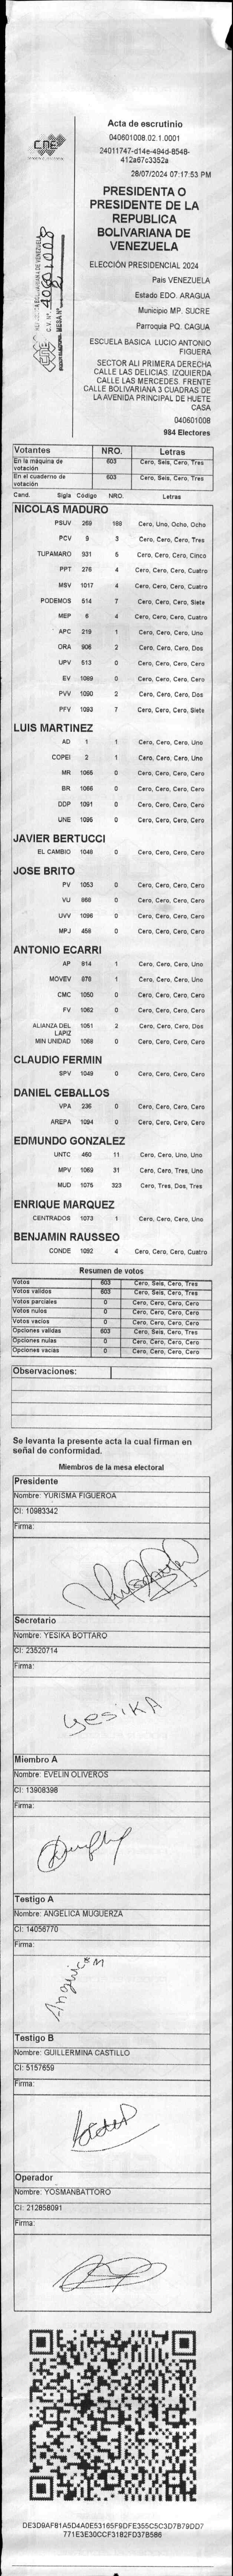 CNE
Acta de escrutinio
040601008.02.1.0001
24011747-d14e-494d-8548-
412a67c3352a
28/07/2024 07:17:53 PM
PRESIDENTA O
PRESIDENTE DE LA
REPUBLICA
BOLIVARIANA DE
VENEZUELA
ELECCIÓN PRESIDENCIAL 2024
Pais VENEZUELA
Estado EDO. ARAGUA
Municipio MP. SUCRE
Parroquia PQ. CAGUA
ESCUELA BASICA LUCIO ANTONIO
FIGUERA
SECTOR ALI PRIMERA DERECHA
CALLE LAS DELICIAS. IZQUIERDA
CALLE LAS MERCEDES. FRENTE
CALLE BOLIVARIANA 3 CUADRAS DE
LA AVENIDA PRINCIPAL DE HUETE
CASA
040601008
984 Electores
Votantes NRO. Letras
En la máquina de votación 603 Cero, Seis, Cero, Tres
En el cuaderno de votación 603 Cero, Seis, Cero, Tres
Cand. Sigla Código NRO. Letras
NICOLAS MADURO
PSUV 269 188 Cero, Uno, Ocho, Ocho
PCV 9 3 Cero, Cero, Cero, Tres
TUPAMARO 931 5 Cero, Cero, Cero, Cinco
PPT 276 4 Cero, Cero, Cero, Cuatro
MSV 1017 4 Cero, Cero, Cero, Cuatro
PODEMOS 514 7 Cero, Cero, Cero, Siete
MEP 6 4 Cero, Cero, Cero, Cuatro
APC 219 1 Cero, Cero, Cero, Uno
ORA 906 2 Cero, Cero, Cero, Dos
UPV 513 0 Cero, Cero, Cero, Cero
EV 1089 0 Cero, Cero, Cero, Cero
PVV 1090 2 Cero, Cero, Cero, Dos
PFV 1093 7 Cero, Cero, Cero, Siete
LUIS MARTINEZ
AD 1 1 Cero, Cero, Cero, Uno
COPEI 2 1 Cero, Cero, Cero, Uno
MR 1065 0 Cero, Cero, Cero, Cero
BR 1066 0 Cero, Cero, Cero, Cero
DDP 1091 0 Cero, Cero, Cero, Cero
UNE 1095 0 Cero, Cero, Cero, Cero
JAVIER BERTUCCI
EL CAMBIO 1046 0 Cero, Cero, Cero, Cero
JOSE BRITO
PV 1053 0 Cero, Cero, Cero, Cero
VU 868 0 Cero, Cero, Cero, Cero
UVV 1096 0 Cero, Cero, Cero, Cero
MPJ 458 0 Cero, Cero, Cero, Cero
ANTONIO ECARRI
AP 814 1 Cero, Cero, Cero, Uno
MOVEV 878 1 Cero, Cero, Cero, Uno
CMC 1050 0 Cero, Cero, Cero, Cero
FV 1062 0 Cero, Cero, Cero, Cero
ALIANZA DEL LAPIZ 1051 2 Cero, Cero, Cero, Dos
MIN UNIDAD 1068 0 Cero, Cero, Cero, Cero
CLAUDIO FERMIN
SPV 1049 0 Cero, Cero, Cero, Cero
DANIEL CEBALLOS
VPA 236 0 Cero, Cero, Cero, Cero
AREPA 1094 0 Cero, Cero, Cero, Cero
EDMUNDO GONZALEZ
UNTC 460 11 Cero, Cero, Uno, Uno
MPV 1069 31 Cero, Cero, Tres, Uno
MUD 1075 323 Cero, Tres, Dos, Tres
ENRIQUE MARQUEZ
CENTRADOS 1073 1 Cero, Cero, Cero, Uno
BENJAMIN RAUSSEO
CONDE 1092 4 Cero, Cero, Cero, Cuatro
Resumen de votos
Votos 603 Cero, Seis, Cero, Tres
Votos validos 603 Cero, Seis, Cero, Tres
Votos parciales 0 Cero, Cero, Cero, Cero
Votos nulos 0 Cero, Cero, Cero, Cero
Votos vacios 0 Cero, Cero, Cero, Cero
Opciones validas 603 Cero, Seis, Cero, Tres
Opciones nulas 0 Cero, Cero, Cero, Cero
Opciones vacias 0 Cero, Cero, Cero, Cero
Observaciones:
Se levanta la presente acta la cual firman en
señal de conformidad.
Miembros de la mesa electoral
Presidente
Nombre: YURISMA FIGUEROA
CI: 10983342
Firma:
Secretario
Nombre: YESIKA BOTTARO
CI: 23520714
Firma:
yesiKA
Miembro A
Nombre: EVELIN OLIVEROS
CI: 13908398
Firma:
Testigo A
Nombre: ANGELICA MUGUERZA
CI: 14056770
Firma:
Testigo B
Nombre: GUILLERMINA CASTILLO
CI: 5157659
Firma:
Operador
Nombre: YOSMANBATTORO
CI: 212858091
Firma:
DE3D9AF81A5D4A0E53165F9DFE355C5C3D7B79DD7
771E3E30CCF3182FD37B586